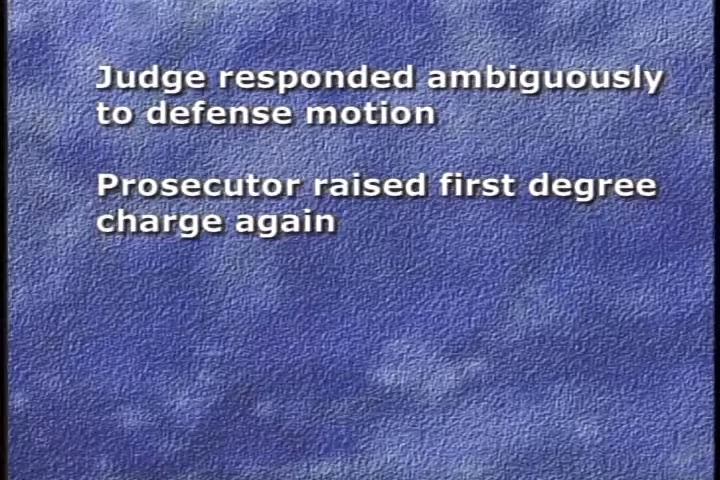 Judge responded ambiguously
to defense motion
Prosecutor raised first degree
charge again